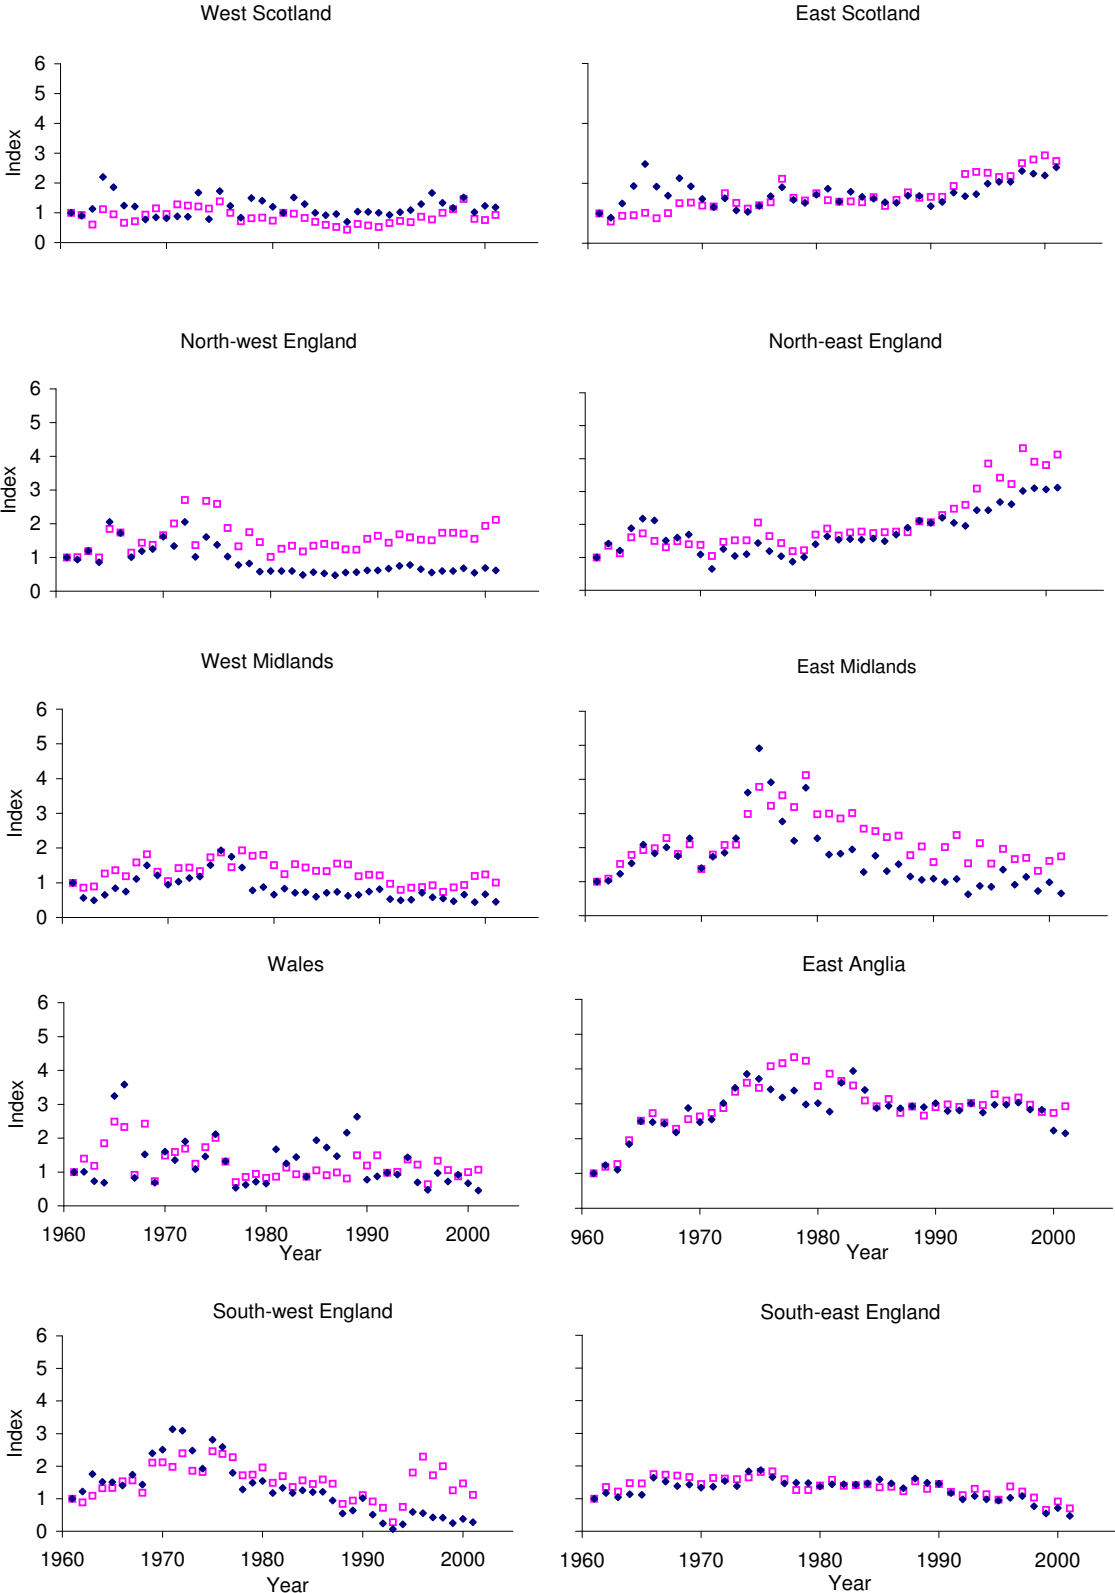 West Scotland
East Scotland
6
5
4
3
2
1
0
Index
North-west England
North-east England
6
5
4
3
2
1
0
Index
West Midlands
East Midlands
6
5
4
3
2
1
0
Index
Wales
East Anglia
6
5
4
3
2
1
0
Index
1960 1970 1980 1990 2000
Year
960 1970 1980 1990 2000
Year
South-west England
South-east England
6
5
4
3
2
1
0
Index
1960 1970 1980 1990 2000
Year
1960 1970 1980 1990 2000
Year